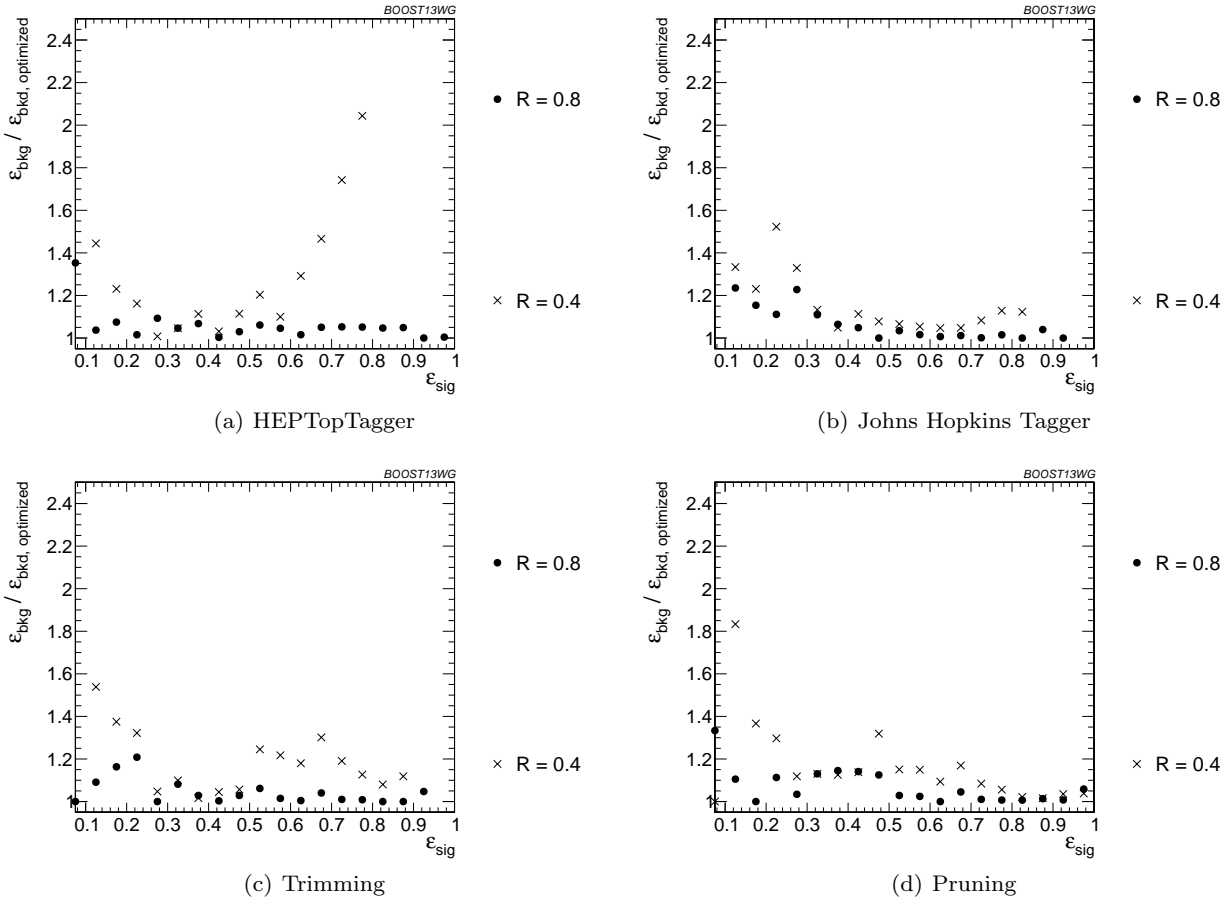 BOOST13WG
ε_bkg / ε_bkd, optimized
2.4
2.2
2
1.8
1.6
1.4
1.2
1
0.1 0.2 0.3 0.4 0.5 0.6 0.7 0.8 0.9 1
ε_sig
R = 0.8
R = 0.4
(a) HEPTopTagger
BOOST13WG
ε_bkg / ε_bkd, optimized
2.4
2.2
2
1.8
1.6
1.4
1.2
1
0.1 0.2 0.3 0.4 0.5 0.6 0.7 0.8 0.9 1
ε_sig
R = 0.8
R = 0.4
(b) Johns Hopkins Tagger
BOOST13WG
ε_bkg / ε_bkd, optimized
2.4
2.2
2
1.8
1.6
1.4
1.2
1
0.1 0.2 0.3 0.4 0.5 0.6 0.7 0.8 0.9 1
ε_sig
R = 0.8
R = 0.4
(c) Trimming
BOOST13WG
ε_bkg / ε_bkd, optimized
2.4
2.2
2
1.8
1.6
1.4
1.2
1
0.1 0.2 0.3 0.4 0.5 0.6 0.7 0.8 0.9 1
ε_sig
R = 0.8
R = 0.4
(d) Pruning